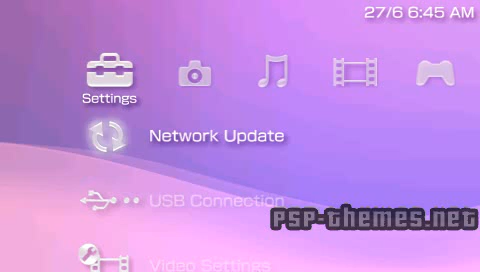 27/6 6:45 AM
Settings
Network Update
USB Connection
psp-themes.net
Video Settings